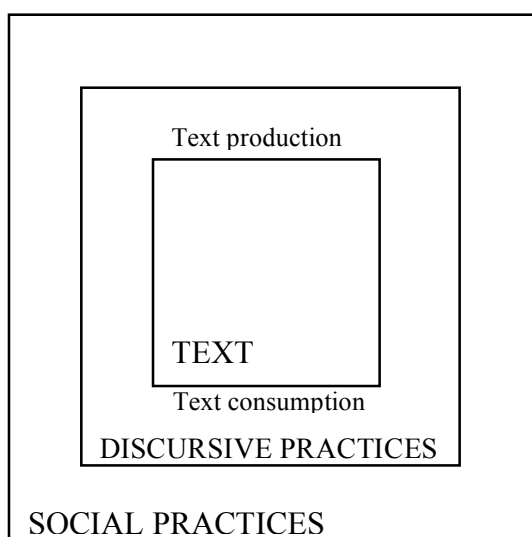 Text production
TEXT
Text consumption
DISCURSIVE PRACTICES
SOCIAL PRACTICES